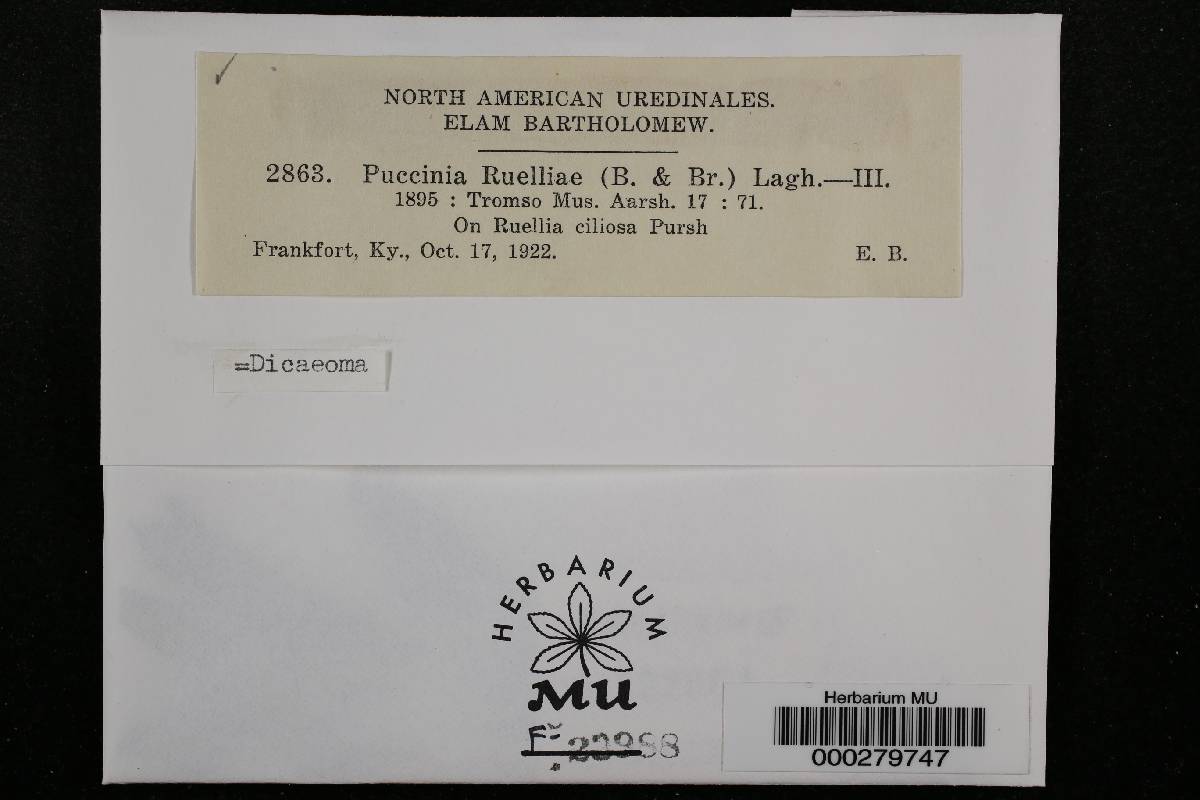 NORTH AMERICAN UREDINALES.
ELAM BARTHOLOMEW.
2863. Puccinia Ruelliae (B. & Br.) Lagh.—III.
1895 : Tromso Mus. Aarsh. 17 : 71.
On Ruellia ciliosa Pursh
Frankfort, Ky., Oct. 17, 1922. E. B.
=Dicaeoma
HERBARIUM
MU
Herbarium MU
000279747